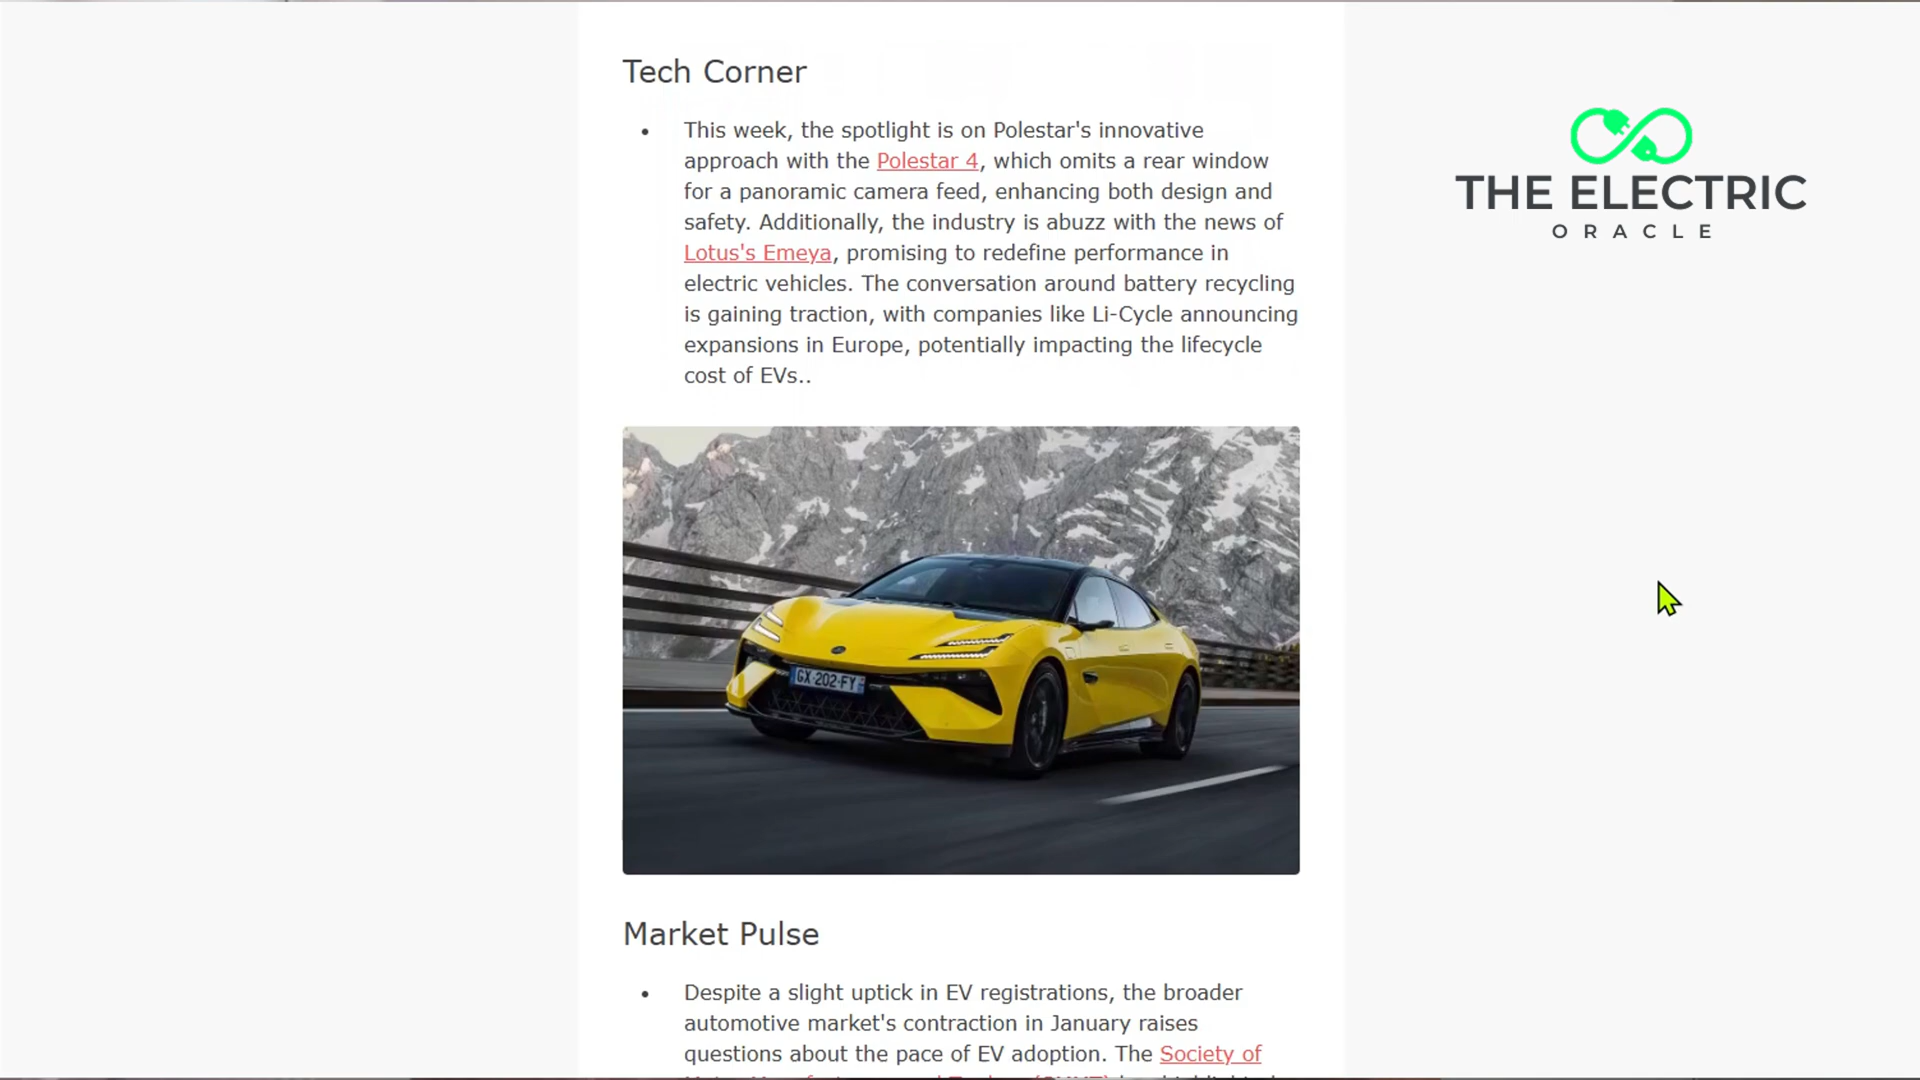 Tech Corner
THE ELECTRIC
ORACLE
• This week, the spotlight is on Polestar's innovative
approach with the Polestar 4, which omits a rear window
for a panoramic camera feed, enhancing both design and
safety. Additionally, the industry is abuzz with the news of
Lotus's Emeya, promising to redefine performance in
electric vehicles. The conversation around battery recycling
is gaining traction, with companies like Li-Cycle announcing
expansions in Europe, potentially impacting the lifecycle
cost of EVs..
GX-202-FY
Market Pulse
• Despite a slight uptick in EV registrations, the broader
automotive market's contraction in January raises
questions about the pace of EV adoption. The Society of